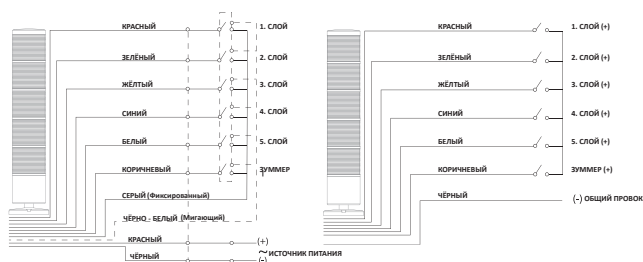 КРАСНЫЙ 1. СЛОЙ
ЗЕЛЁНЫЙ 2. СЛОЙ
ЖЁЛТЫЙ 3. СЛОЙ
СИНИЙ 4. СЛОЙ
БЕЛЫЙ 5. СЛОЙ
КОРИЧНЕВЫЙ ЗУММЕР
СЕРЫЙ (Фиксированный)
ЧЁРНО - БЕЛЫЙ (Мигающий)
КРАСНЫЙ (+)
~ ИСТОЧНИК ПИТАНИЯ
ЧЁРНЫЙ (-)
КРАСНЫЙ 1. СЛОЙ (+)
ЗЕЛЁНЫЙ 2. СЛОЙ (+)
ЖЁЛТЫЙ 3. СЛОЙ (+)
СИНИЙ 4. СЛОЙ (+)
БЕЛЫЙ 5. СЛОЙ (+)
КОРИЧНЕВЫЙ ЗУММЕР (+)
ЧЁРНЫЙ (-) ОБЩИЙ ПРОВОК